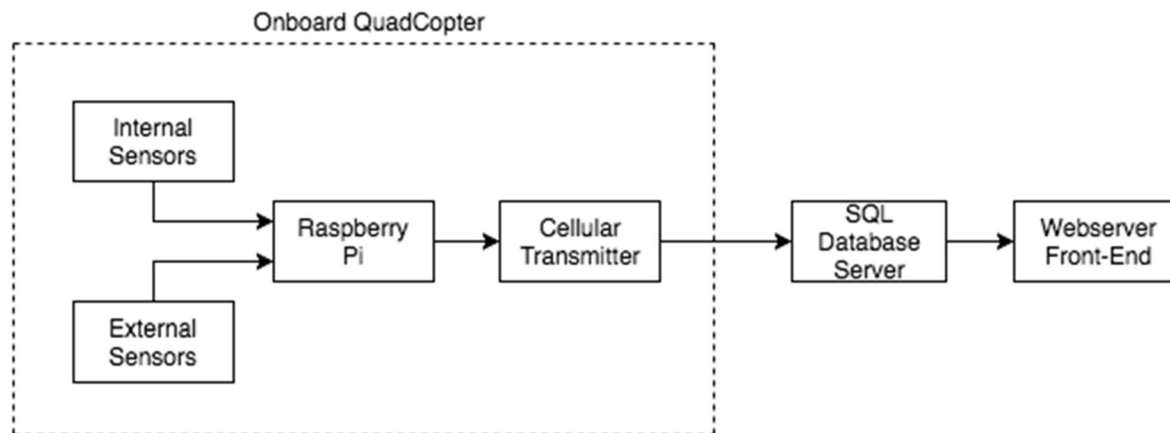 Onboard QuadCopter
Internal
Sensors
External
Sensors
Raspberry
Pi
Cellular
Transmitter
SQL
Database
Server
Webserver
Front-End